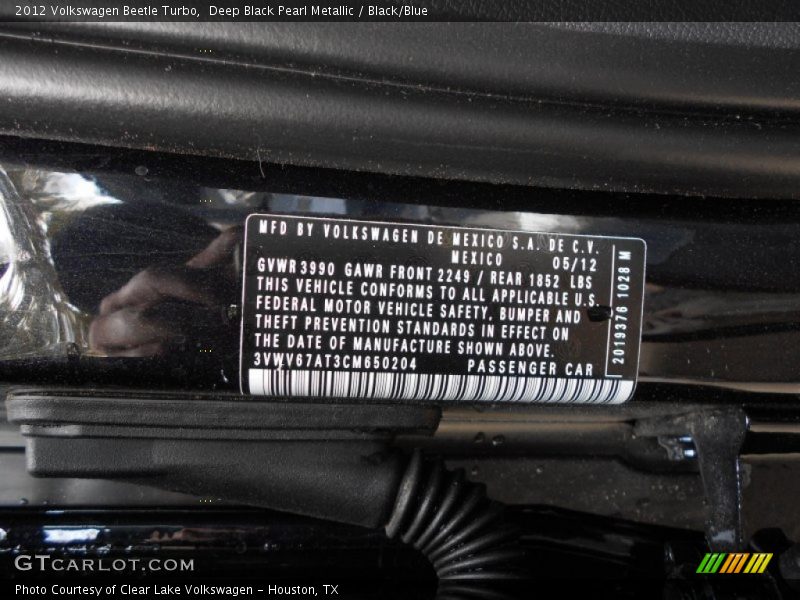 2012 Volkswagen Beetle Turbo, Deep Black Pearl Metallic / Black/Blue
MFD BY VOLKSWAGEN DE MEXICO S.A. DE C.V.
MEXICO 05/12
GVWR 3990 GAWR FRONT 2249 / REAR 1852 LBS
THIS VEHICLE CONFORMS TO ALL APPLICABLE U.S.
FEDERAL MOTOR VEHICLE SAFETY, BUMPER AND
THEFT PREVENTION STANDARDS IN EFFECT ON
THE DATE OF MANUFACTURE SHOWN ABOVE.
3VWV67AT3CM650204 PASSENGER CAR
2019376 1028 M
GTCARLOT.COM
Photo Courtesy of Clear Lake Volkswagen - Houston, TX